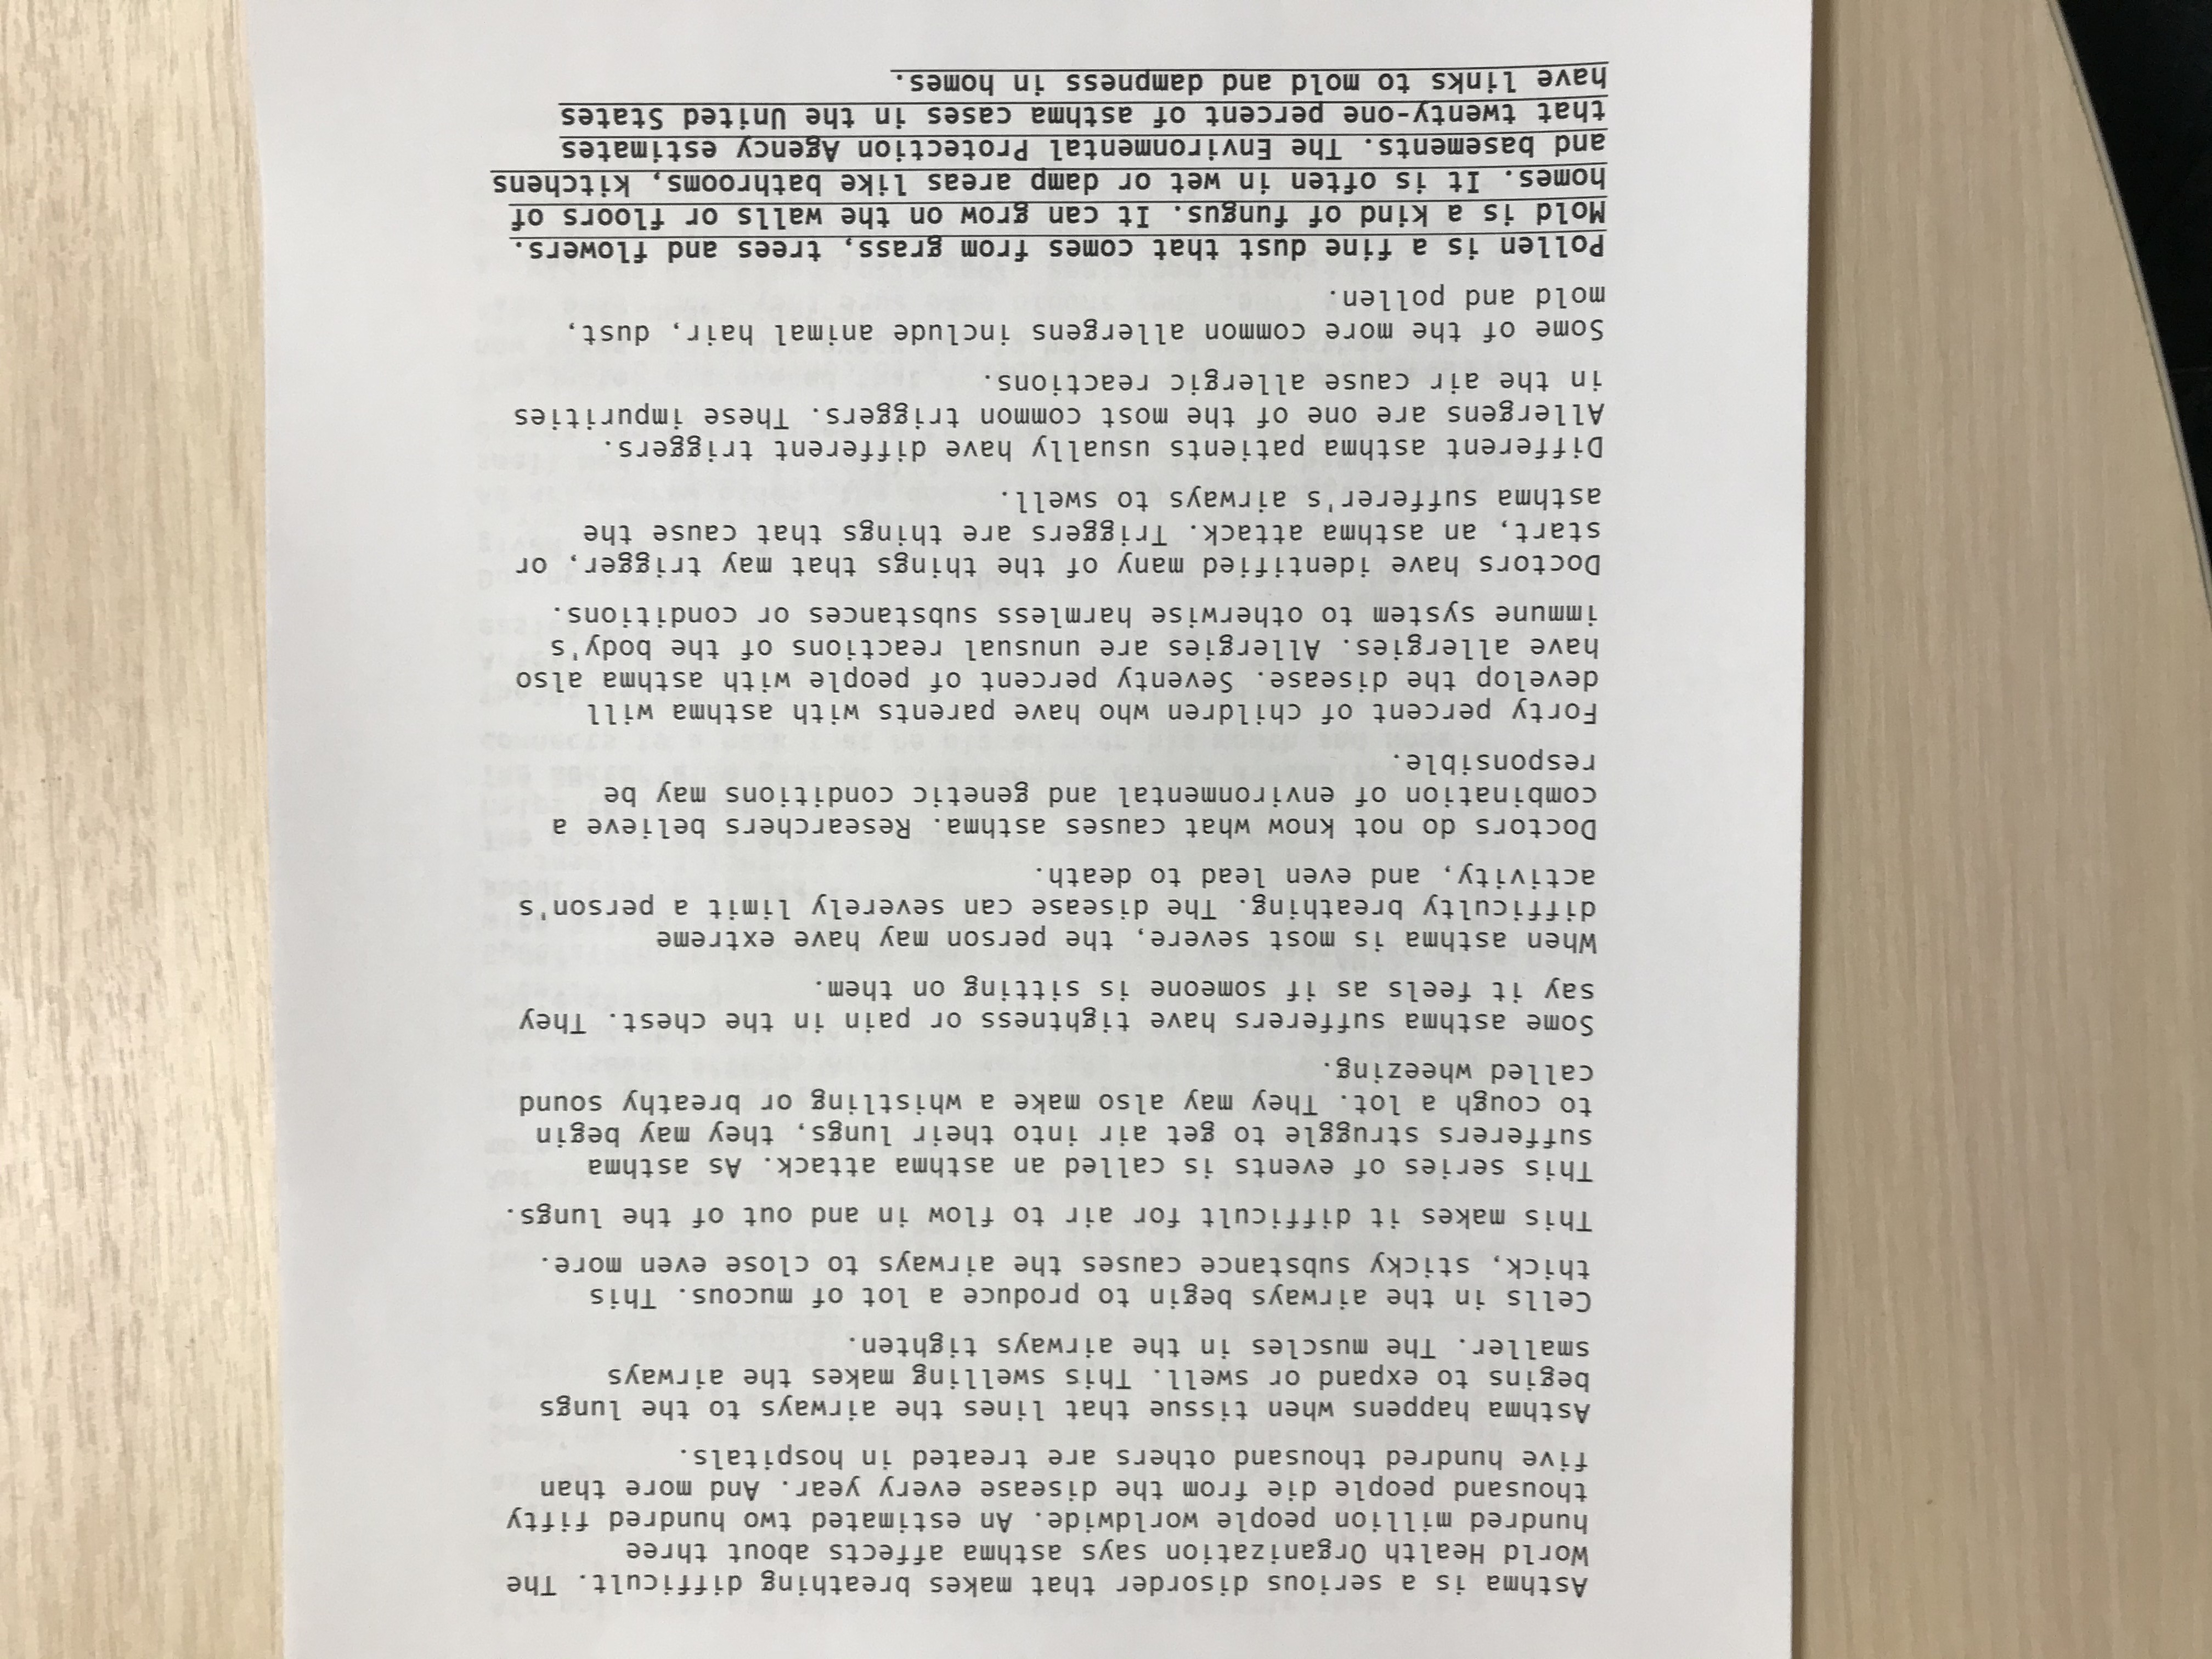 Asthma is a serious disorder that makes breathing difficult. The
World Health Organization says asthma affects about three
hundred million people worldwide. An estimated two hundred fifty
thousand people die from the disease every year. And more than
five hundred thousand others are treated in hospitals.
Asthma happens when tissue that lines the airways to the lungs
begins to expand or swell. This swelling makes the airways
smaller. The muscles in the airways tighten.
Cells in the airways begin to produce a lot of mucous. This
thick, sticky substance causes the airways to close even more.
This makes it difficult for air to flow in and out of the lungs.
This series of events is called an asthma attack. As asthma
sufferers struggle to get air into their lungs, they may begin
to cough a lot. They may also make a whistling or breathy sound
called wheezing.
Some asthma sufferers have tightness or pain in the chest. They
say it feels as if someone is sitting on them.
When asthma is most severe, the person may have extreme
difficulty breathing. The disease can severely limit a person's
activity, and even lead to death.
Doctors do not know what causes asthma. Researchers believe a
combination of environmental and genetic conditions may be
responsible.
Forty percent of children who have parents with asthma will
develop the disease. Seventy percent of people with asthma also
have allergies. Allergies are unusual reactions of the body's
immune system to otherwise harmless substances or conditions.
Doctors have identified many of the things that may trigger, or
start, an asthma attack. Triggers are things that cause the
asthma sufferer's airways to swell.
Different asthma patients usually have different triggers.
Allergens are one of the most common triggers. These impurities
in the air cause allergic reactions.
Some of the more common allergens include animal hair, dust,
mold and pollen.
Pollen is a fine dust that comes from grass, trees and flowers.
Mold is a kind of fungus. It can grow on the walls or floors of
homes. It is often in wet or damp areas like bathrooms, kitchens
and basements. The Environmental Protection Agency estimates
that twenty-one percent of asthma cases in the United States
have links to mold and dampness in homes.